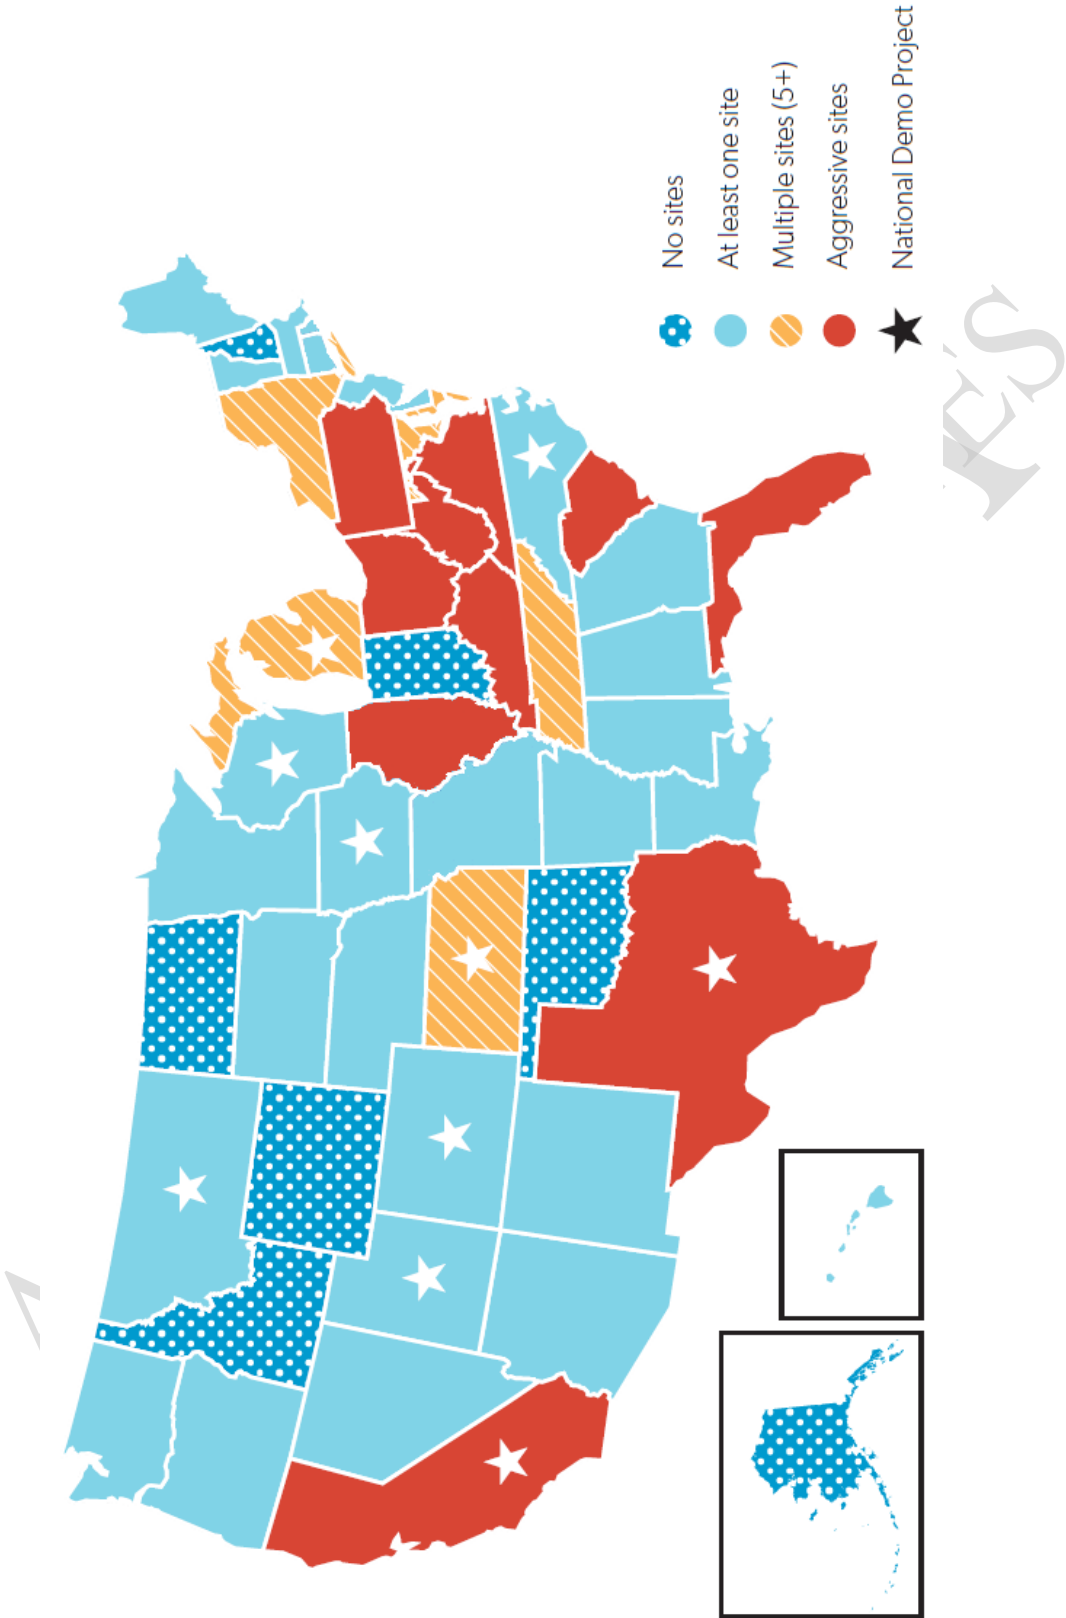 No sites
At least one site
Multiple sites (5+)
Aggressive sites
National Demo Project